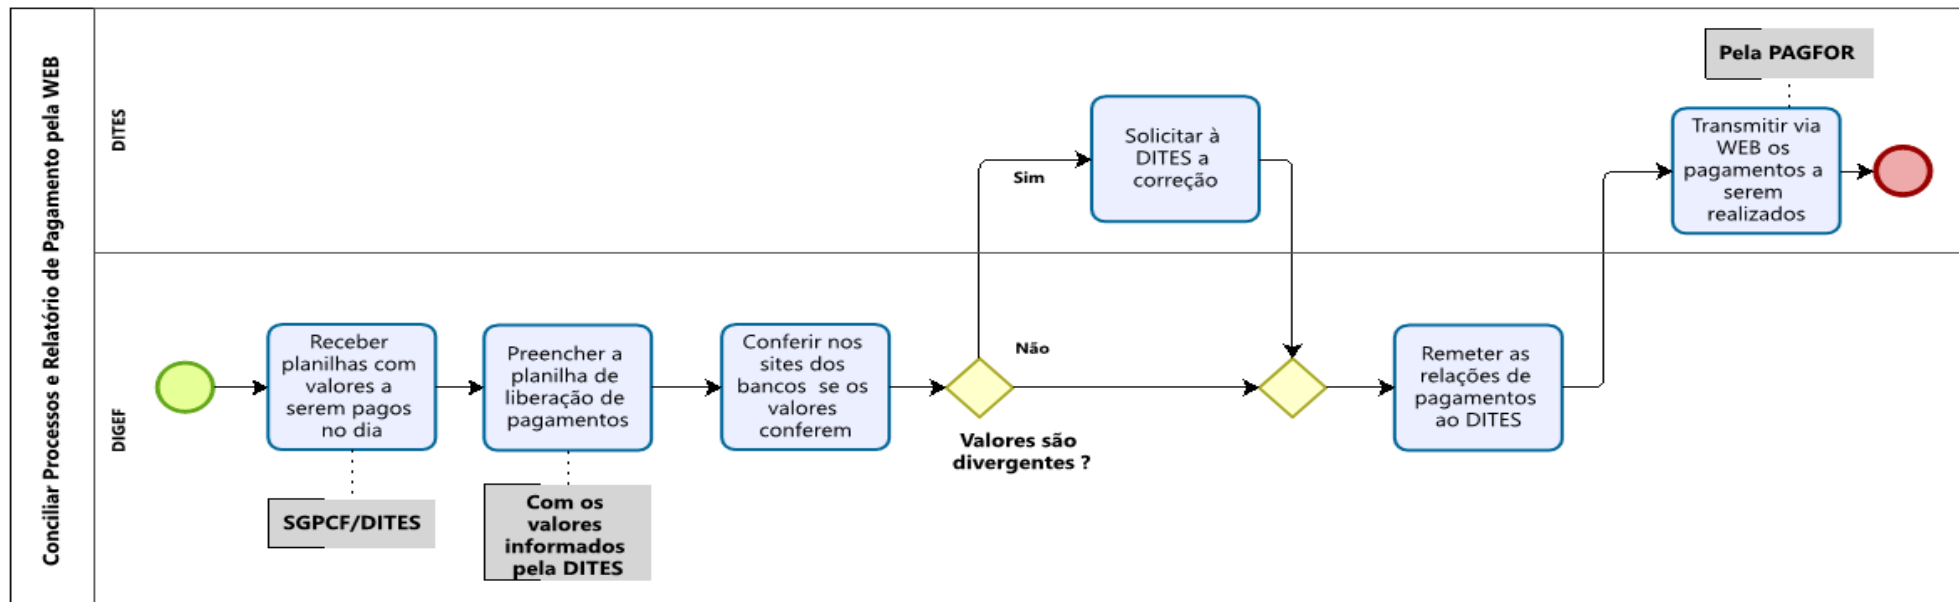 Conciliar Processos e Relatório de Pagamento pela WEB
DITES
Pela PAGFOR
Solicitar à
DITES a
correção
Transmitir via
WEB os
pagamentos a
serem
realizados
Sim
DIGEF
Receber
planilhas com
valores a
serem pagos
no dia
Preencher a
planilha de
liberação de
pagamentos
Conferir nos
sites dos
bancos se os
valores
conferem
Não
Valores são
divergentes ?
Remeter as
relações de
pagamentos
ao DITES
SGPCF/DITES
Com os
valores
informados
pela DITES